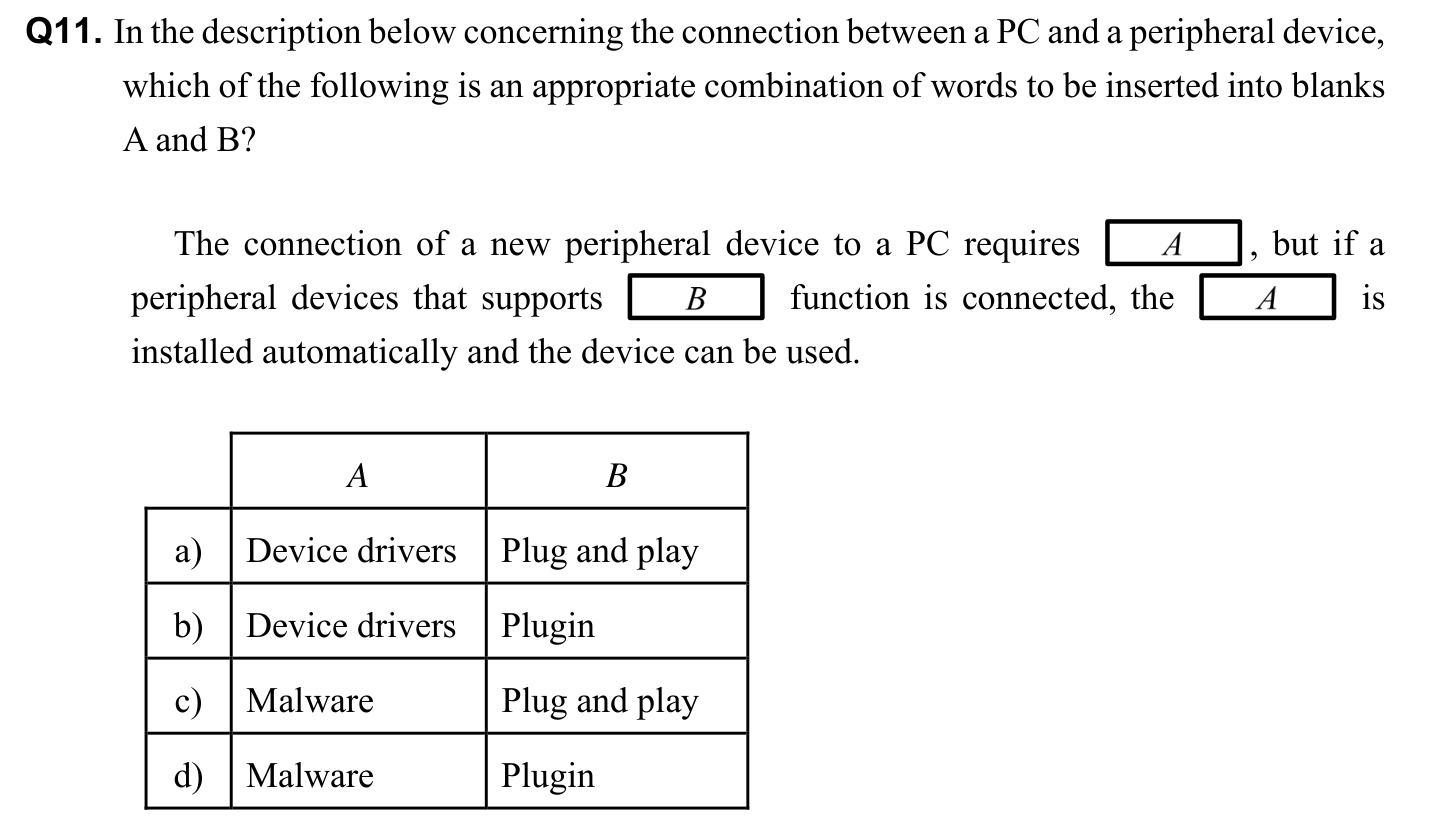 Q11. In the description below concerning the connection between a PC and a peripheral device,
which of the following is an appropriate combination of words to be inserted into blanks
A and B?
The connection of a new peripheral device to a PC requires A , but if a
peripheral devices that supports B function is connected, the A is
installed automatically and the device can be used.
A B
a) Device drivers Plug and play
b) Device drivers Plugin
c) Malware Plug and play
d) Malware Plugin